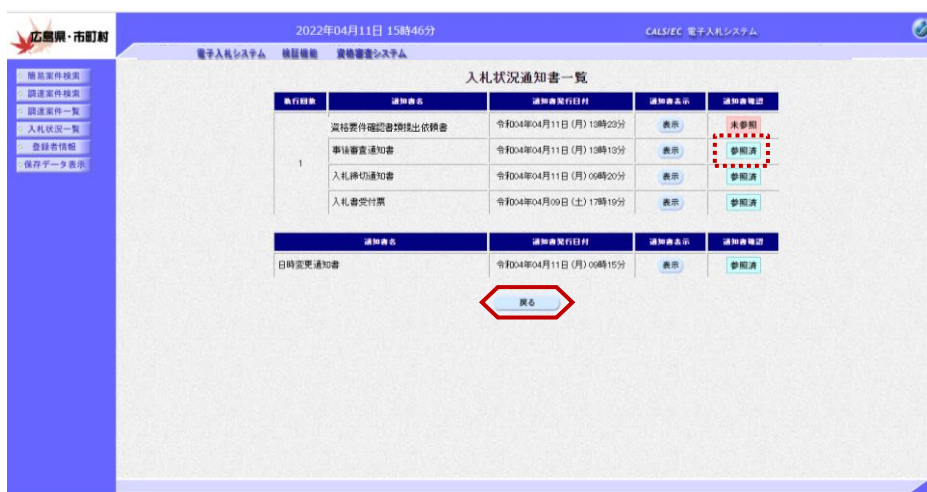 広島県・市町村
2022年04月11日 15時46分
CALS/EC 電子入札システム
電子入札システム 検証機能 資格審査システム
簡易案件検索
調達案件検索
調達案件一覧
入札状況一覧
登録者情報
保存データ表示
入札状況通知書一覧
執行回数 通知書名 通知書発行日付 通知書表示 通知書確認
1
資格要件確認書類提出依頼書 令和04年04月11日(月)13時23分 表示 未参照
事後審査通知書 令和04年04月11日(月)13時13分 表示 参照済
入札締切通知書 令和04年04月11日(月)09時20分 表示 参照済
入札書受付票 令和04年04月09日(土)17時19分 表示 参照済
通知書名 通知書発行日付 通知書表示 通知書確認
日時変更通知書 令和04年04月11日(月)09時15分 表示 参照済
戻る